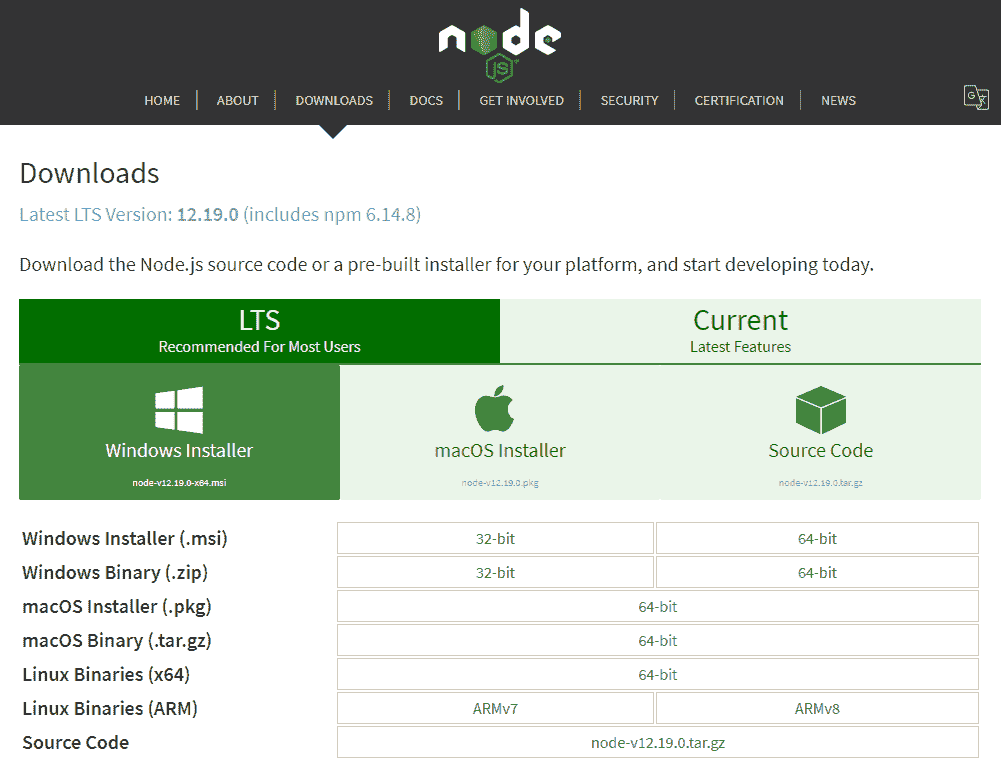 node
JS
HOME ABOUT DOWNLOADS DOCS GET INVOLVED SECURITY CERTIFICATION NEWS
Downloads
Latest LTS Version: 12.19.0 (includes npm 6.14.8)
Download the Node.js source code or a pre-built installer for your platform, and start developing today.
LTS
Recommended For Most Users
Current
Latest Features
Windows Installer
node-v12.19.0-x64.msi
macOS Installer
node-v12.19.0.pkg
Source Code
node-v12.19.0.tar.gz
Windows Installer (.msi) 32-bit 64-bit
Windows Binary (.zip) 32-bit 64-bit
macOS Installer (.pkg) 64-bit
macOS Binary (.tar.gz) 64-bit
Linux Binaries (x64) 64-bit
Linux Binaries (ARM) ARMv7 ARMv8
Source Code node-v12.19.0.tar.gz